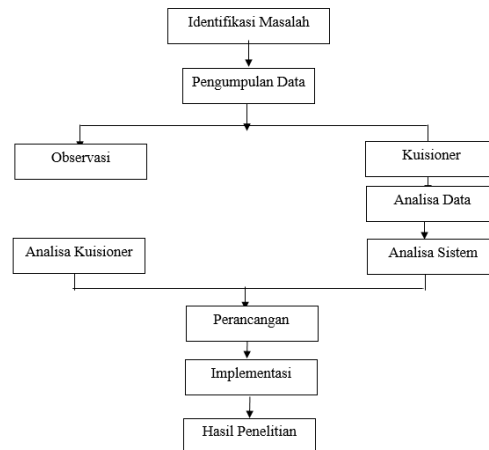 Identifikasi Masalah
Pengumpulan Data
Observasi
Kuisioner
Analisa Data
Analisa Kuisioner
Analisa Sistem
Perancangan
Implementasi
Hasil Penelitian